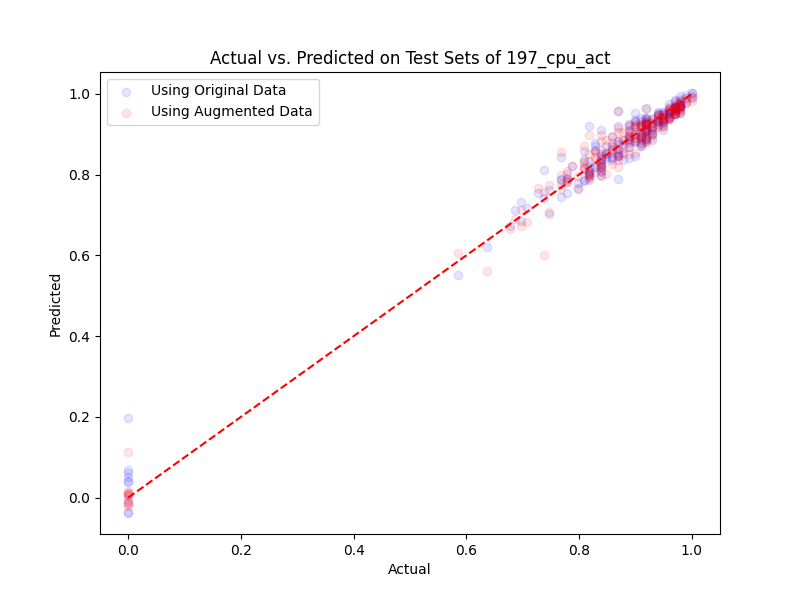 Actual vs. Predicted on Test Sets of 197_cpu_act
Using Original Data
Using Augmented Data
1.0
0.8
0.6
0.4
0.2
0.0
Predicted
0.0 0.2 0.4 0.6 0.8 1.0
Actual